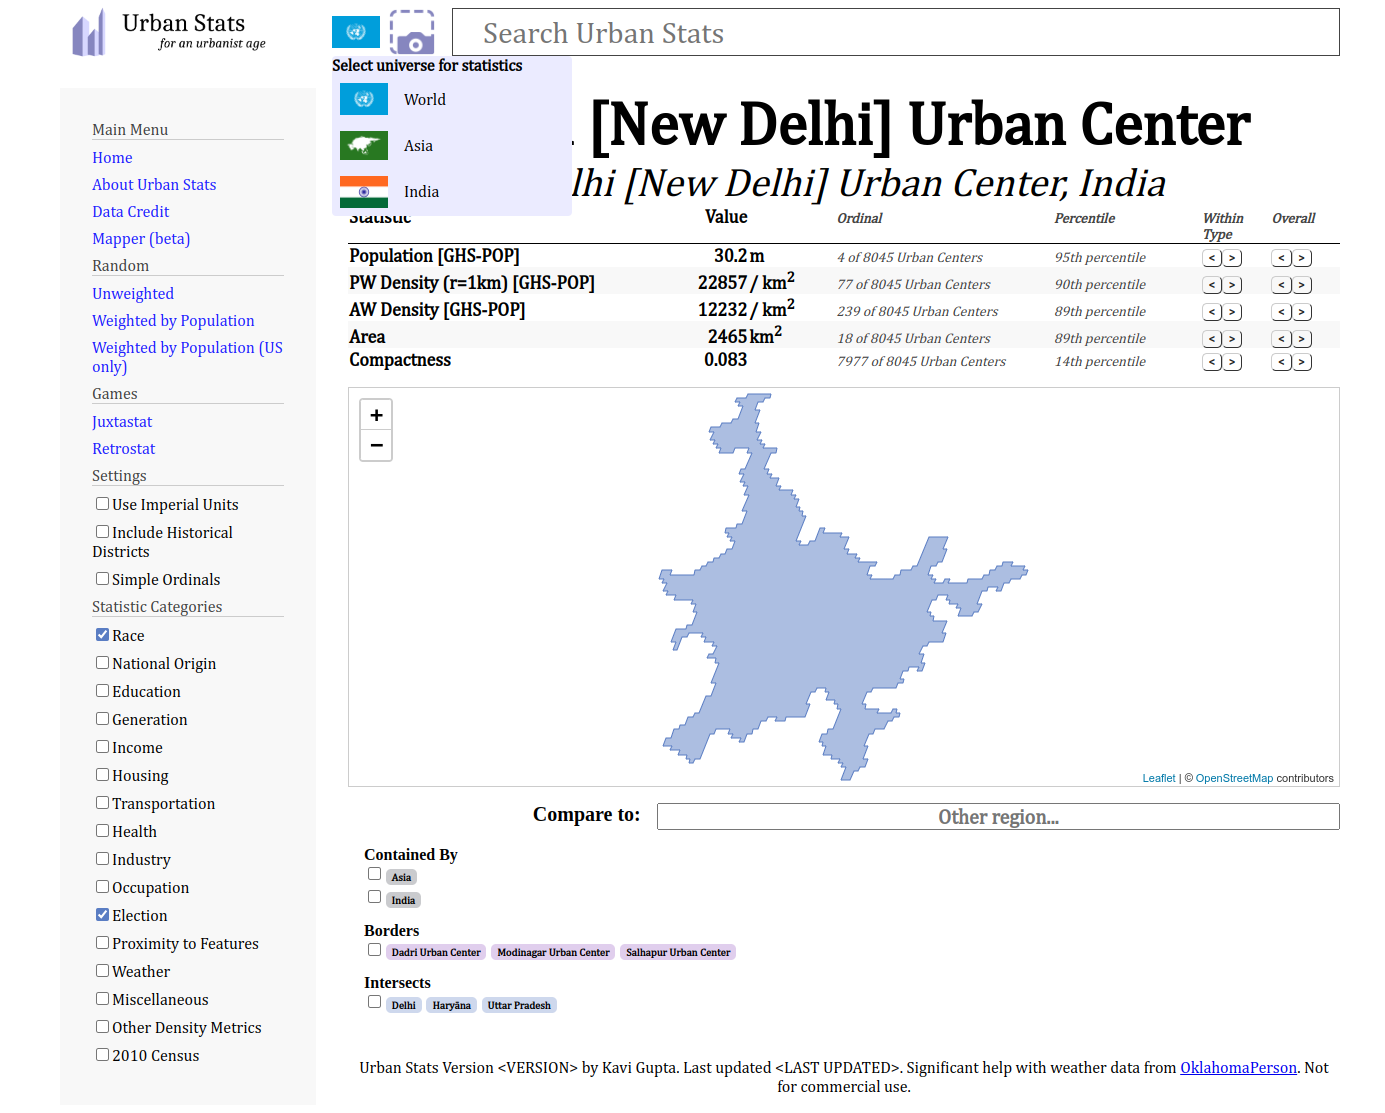 Urban Stats
for an urbanist age
Search Urban Stats
Select universe for statistics
World
Asia
India
[New Delhi] Urban Center
lhi [New Delhi] Urban Center, India
Main Menu
Home
About Urban Stats
Data Credit
Mapper (beta)
Random
Unweighted
Weighted by Population
Weighted by Population (US
only)
Games
Juxtastat
Retrostat
Settings
Use Imperial Units
Include Historical
Districts
Simple Ordinals
Statistic Categories
Race
National Origin
Education
Generation
Income
Housing
Transportation
Health
Industry
Occupation
Election
Proximity to Features
Weather
Miscellaneous
Other Density Metrics
2010 Census
Statistic Value Ordinal Percentile Within Type Overall
Population [GHS-POP] 30.2 m 4 of 8045 Urban Centers 95th percentile < > < >
PW Density (r=1km) [GHS-POP] 22857 / km² 77 of 8045 Urban Centers 90th percentile < > < >
AW Density [GHS-POP] 12232 / km² 239 of 8045 Urban Centers 89th percentile < > < >
Area 2465 km² 18 of 8045 Urban Centers 89th percentile < > < >
Compactness 0.083 7977 of 8045 Urban Centers 14th percentile < > < >
+
−
Leaflet | © OpenStreetMap contributors
Compare to: Other region...
Contained By
Asia
India
Borders
Dadri Urban Center Modinagar Urban Center Salhapur Urban Center
Intersects
Delhi Haryāna Uttar Pradesh
Urban Stats Version <VERSION> by Kavi Gupta. Last updated <LAST UPDATED>. Significant help with weather data from OklahomaPerson. Not
for commercial use.